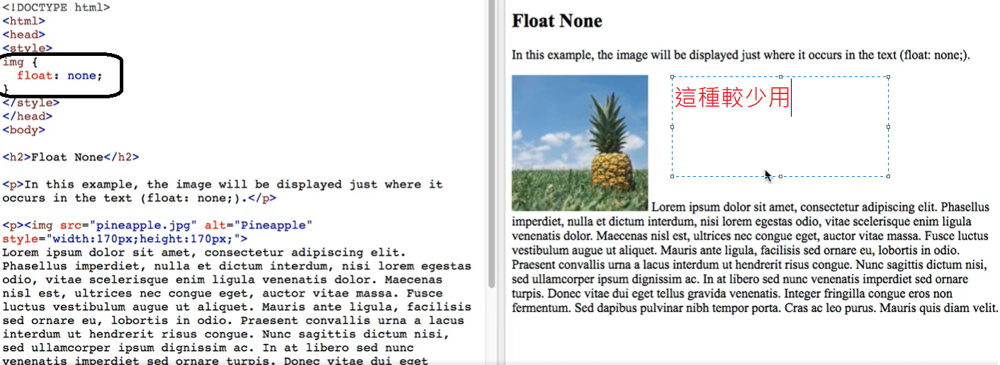 <!DOCTYPE html>
<html>
<head>
<style>
img {
  float: none;
}
</style>
</head>
<body>
<h2>Float None</h2>
<p>In this example, the image will be displayed just where it
occurs in the text (float: none;).</p>
<p><img src="pineapple.jpg" alt="Pineapple"
style="width:170px;height:170px;">
Lorem ipsum dolor sit amet, consectetur adipiscing elit.
Phasellus imperdiet, nulla et dictum interdum, nisi lorem egestas
odio, vitae scelerisque enim ligula venenatis dolor. Maecenas
nisl est, ultrices nec congue eget, auctor vitae massa. Fusce
luctus vestibulum augue ut aliquet. Mauris ante ligula, facilisis
sed ornare eu, lobortis in odio. Praesent convallis urna a lacus
interdum ut hendrerit risus congue. Nunc sagittis dictum nisi,
sed ullamcorper ipsum dignissim ac. In at libero sed nunc
venenatis imperdiet sed ornare turpis. Donec vitae dui eget
Float None
In this example, the image will be displayed just where it occurs in the text (float: none;).
這種較少用
Lorem ipsum dolor sit amet, consectetur adipiscing elit. Phasellus
imperdiet, nulla et dictum interdum, nisi lorem egestas odio, vitae scelerisque enim ligula
venenatis dolor. Maecenas nisl est, ultrices nec congue eget, auctor vitae massa. Fusce luctus
vestibulum augue ut aliquet. Mauris ante ligula, facilisis sed ornare eu, lobortis in odio.
Praesent convallis urna a lacus interdum ut hendrerit risus congue. Nunc sagittis dictum nisi,
sed ullamcorper ipsum dignissim ac. In at libero sed nunc venenatis imperdiet sed ornare
turpis. Donec vitae dui eget tellus gravida venenatis. Integer fringilla congue eros non
fermentum. Sed dapibus pulvinar nibh tempor porta. Cras ac leo purus. Mauris quis diam velit.